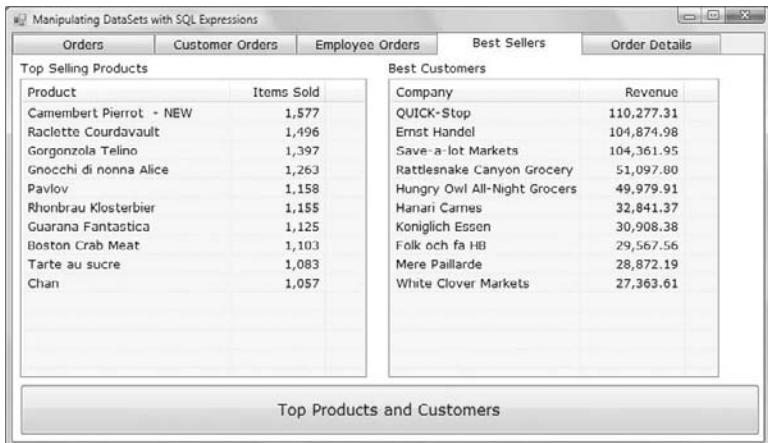 Manipulating DataSets with SQL Expressions
Orders Customer Orders Employee Orders Best Sellers Order Details
Top Selling Products Best Customers
Product Items Sold Company Revenue
Camembert Pierrot - NEW 1,577 QUICK-Stop 110,277.31
Raclette Courdavault 1,496 Ernst Handel 104,874.98
Gorgonzola Telino 1,397 Save-a-lot Markets 104,361.95
Gnocchi di nonna Alice 1,263 Rattlesnake Canyon Grocery 51,097.80
Pavlov 1,158 Hungry Owl All-Night Grocers 49,979.91
Rhonbrau Klosterbier 1,155 Hanari Carnes 32,841.37
Guarana Fantastica 1,125 Koniglich Essen 30,908.38
Boston Crab Meat 1,103 Folk och fa HB 29,567.56
Tarte au sucre 1,083 Mere Paillarde 28,872.19
Chan 1,057 White Clover Markets 27,363.61
Top Products and Customers